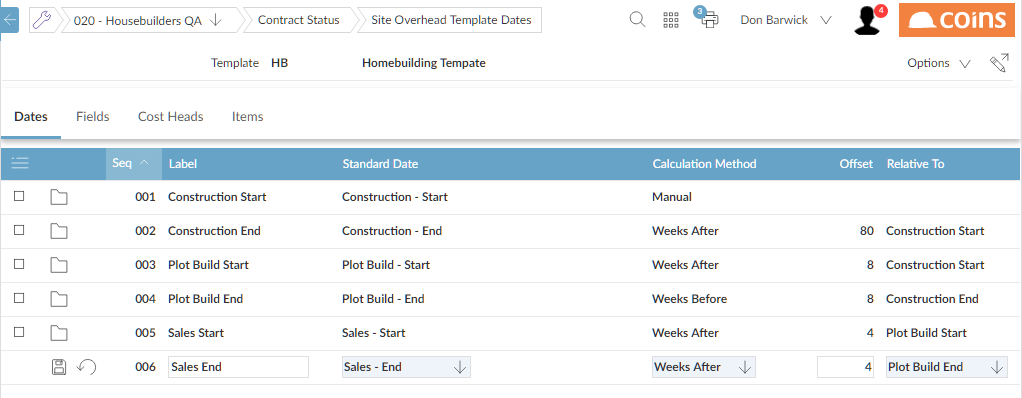 020 - Housebuilders QA Contract Status Site Overhead Template Dates 3 Don Barwick 4 coins
Template HB Homebuilding Tempate Options
Dates Fields Cost Heads Items
Seq Label Standard Date Calculation Method Offset Relative To
001 Construction Start Construction - Start Manual
002 Construction End Construction - End Weeks After 80 Construction Start
003 Plot Build Start Plot Build - Start Weeks After 8 Construction Start
004 Plot Build End Plot Build - End Weeks Before 8 Construction End
005 Sales Start Sales - Start Weeks After 4 Plot Build Start
006 Sales End Sales - End Weeks After 4 Plot Build End